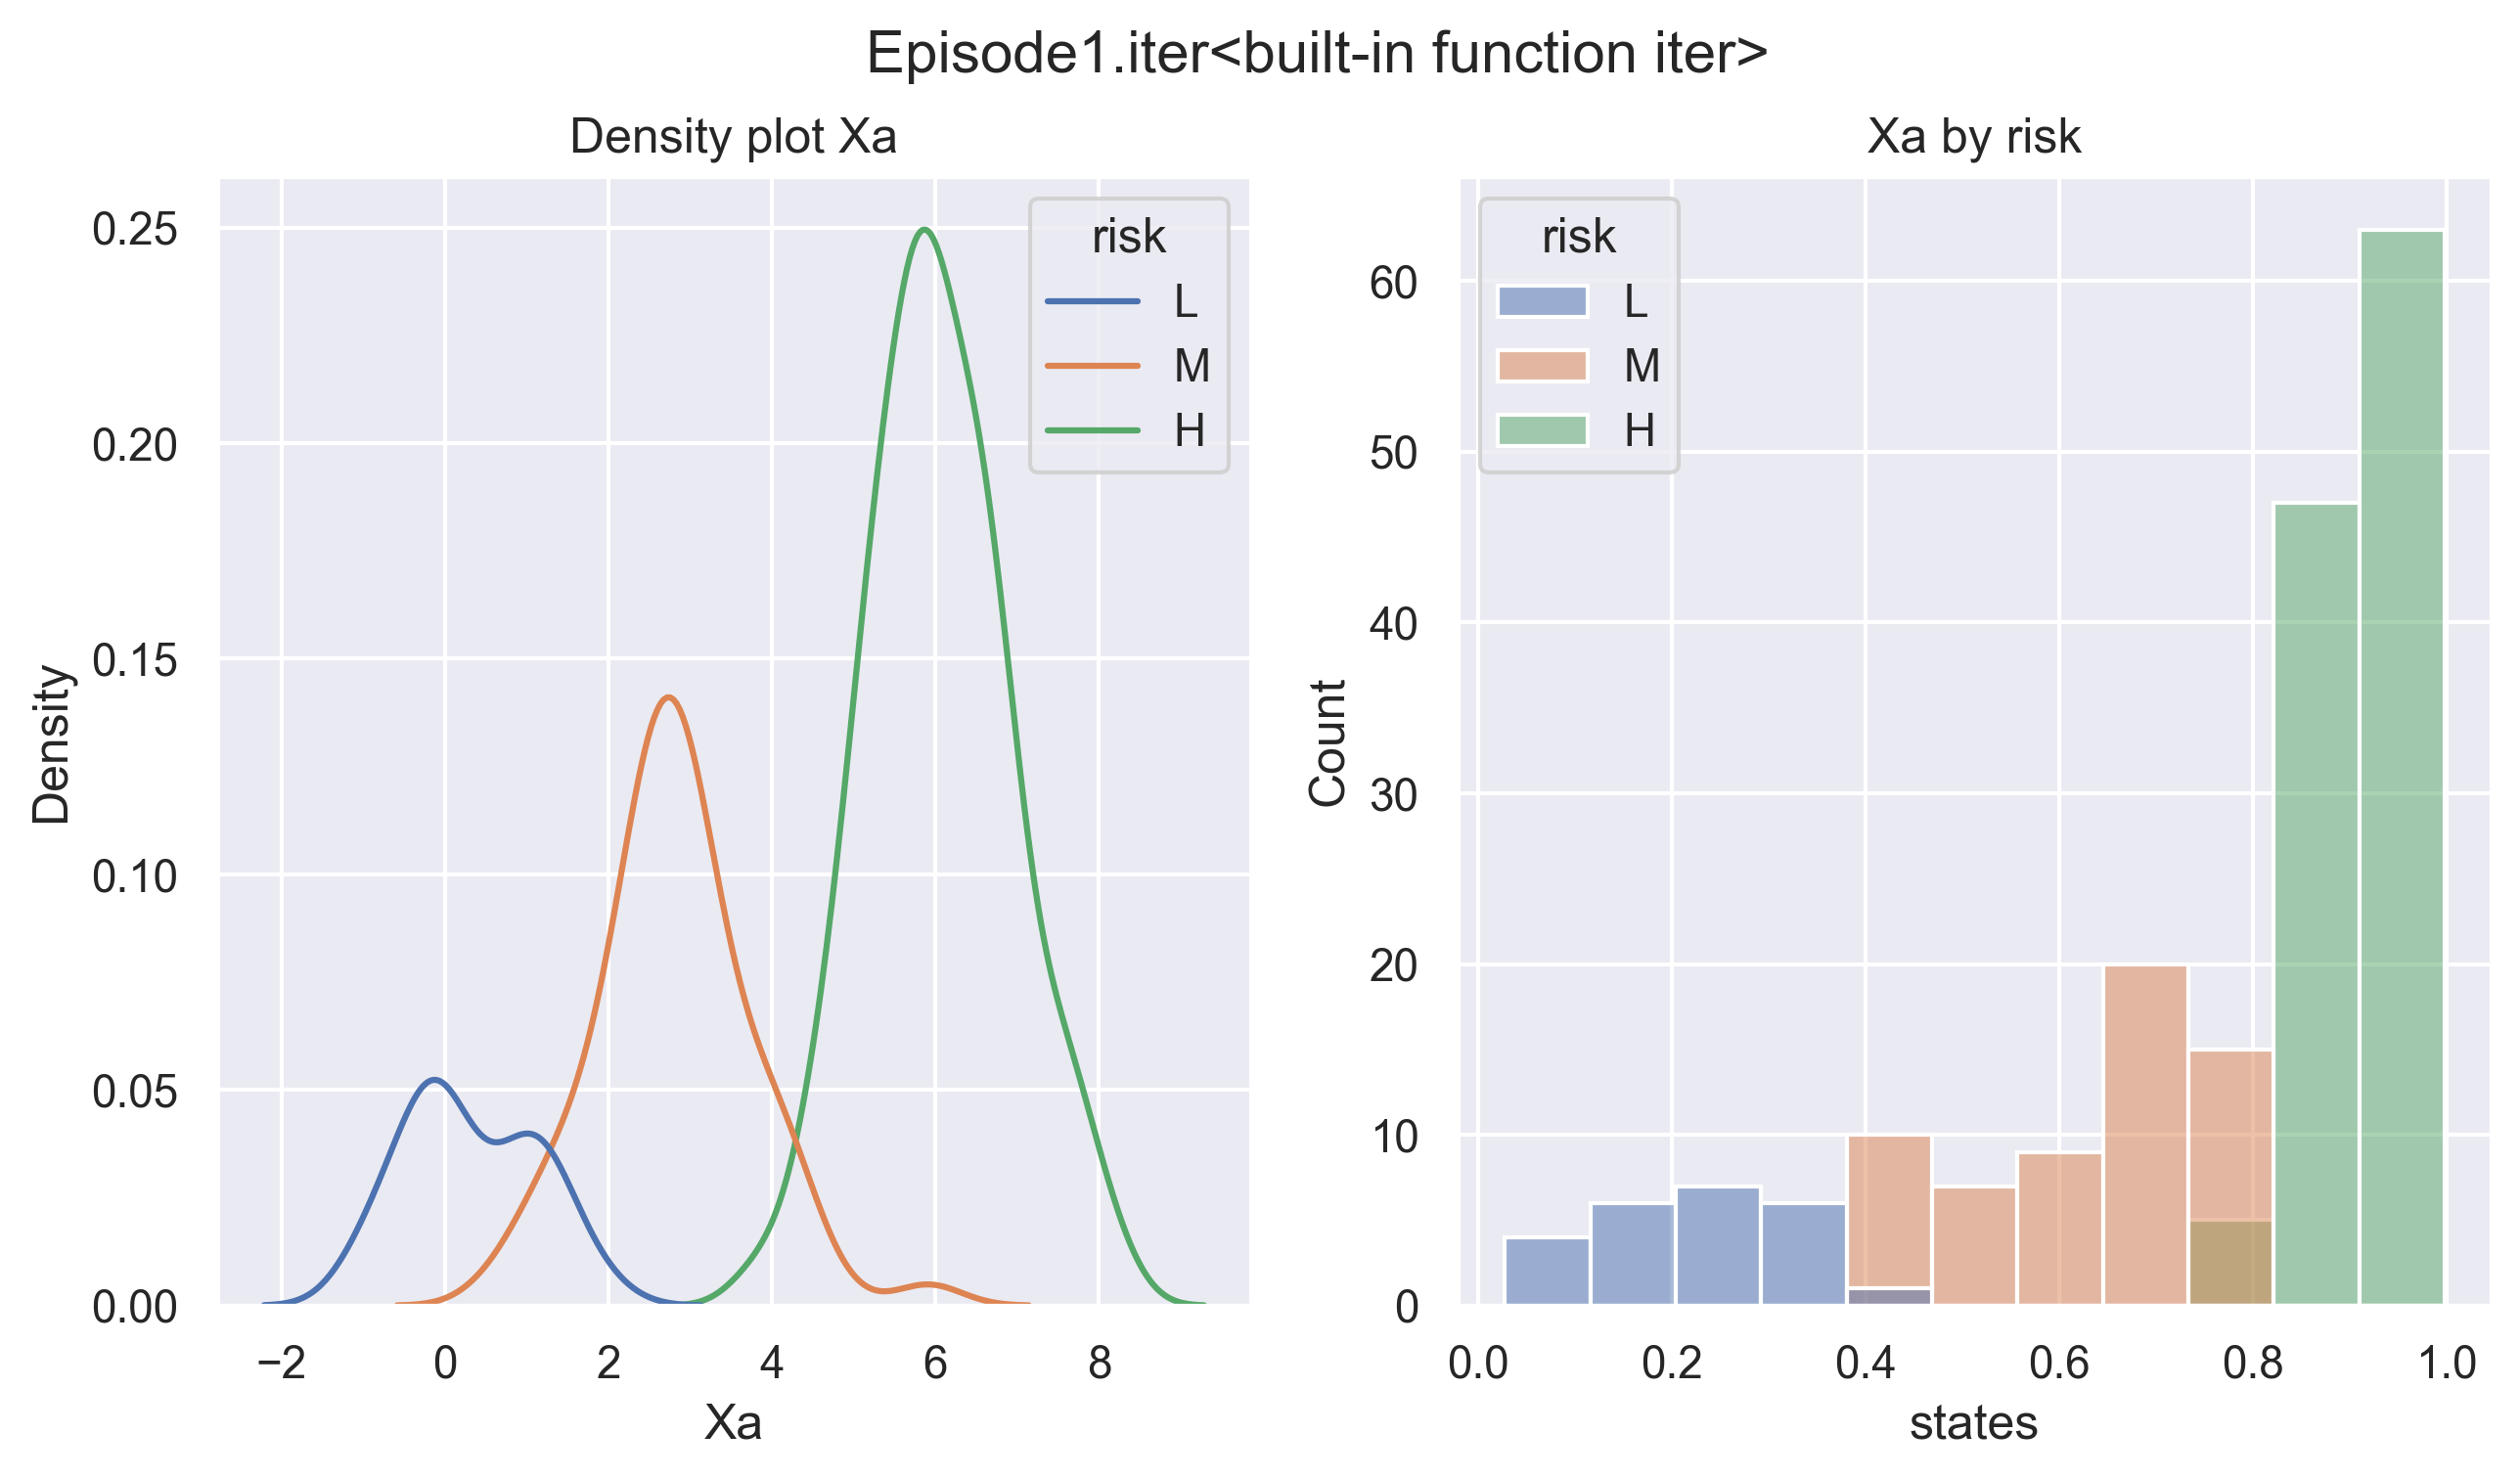 Episode1.iter<built-in function iter>
Density plot Xa
Density
0.25
0.20
0.15
0.10
0.05
0.00
−2 0 2 4 6 8
Xa
risk
L
M
H
Xa by risk
Count
60
50
40
30
20
10
0
0.0 0.2 0.4 0.6 0.8 1.0
states
risk
L
M
H